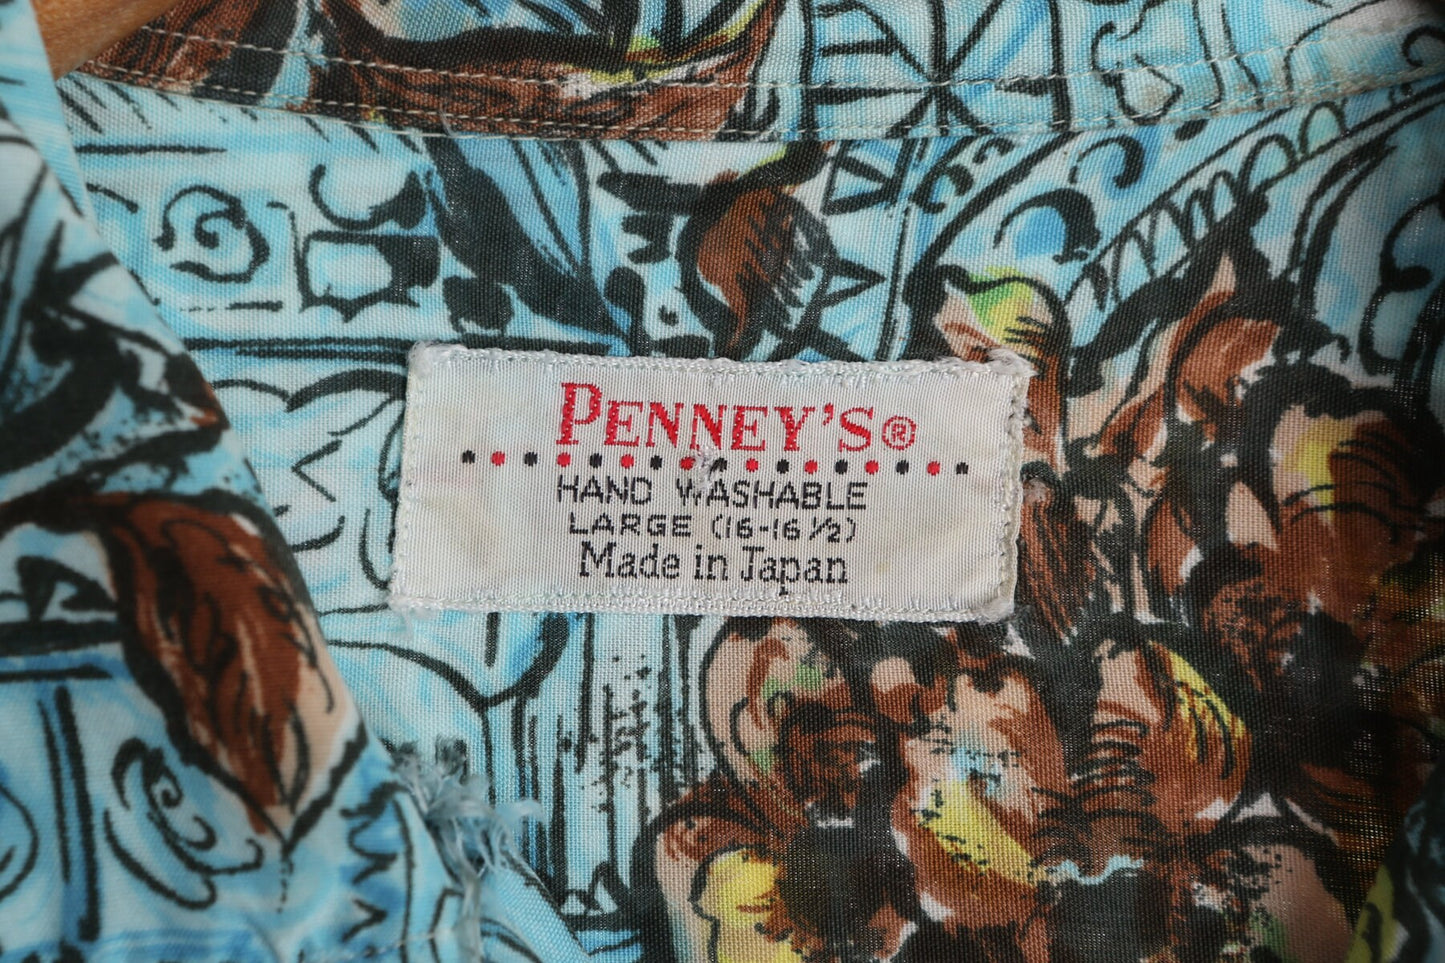 PENNEY'S®
HAND WASHABLE
LARGE (16-16 1/2)
Made in Japan